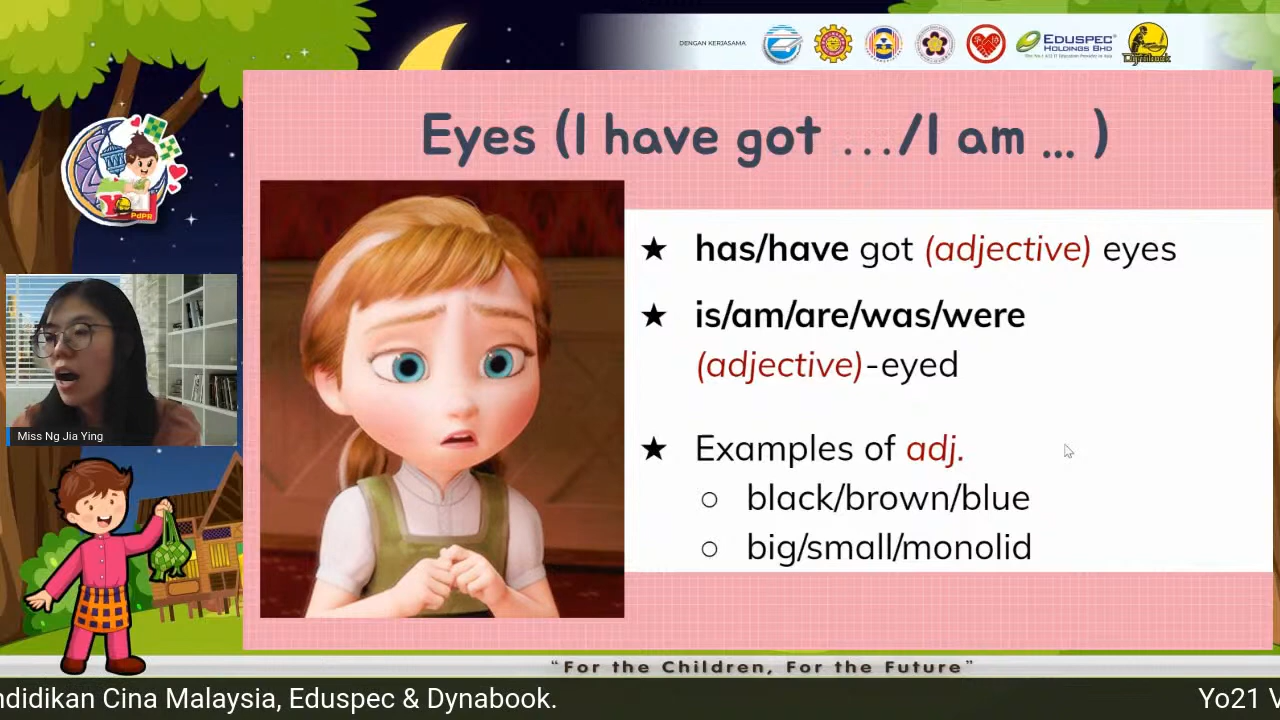 DENGAN KERJASAMA
EDUSPEC
HOLDINGS BHD
Dynabook
Eyes (I have got .../I am ... )
★ has/have got (adjective) eyes
★ is/am/are/was/were
(adjective)-eyed
★ Examples of adj.
○ black/brown/blue
○ big/small/monolid
PdPR
Miss Ng Jia Ying
“For the Children, For the Future”
ndidikan Cina Malaysia, Eduspec & Dynabook.
Yo21 V